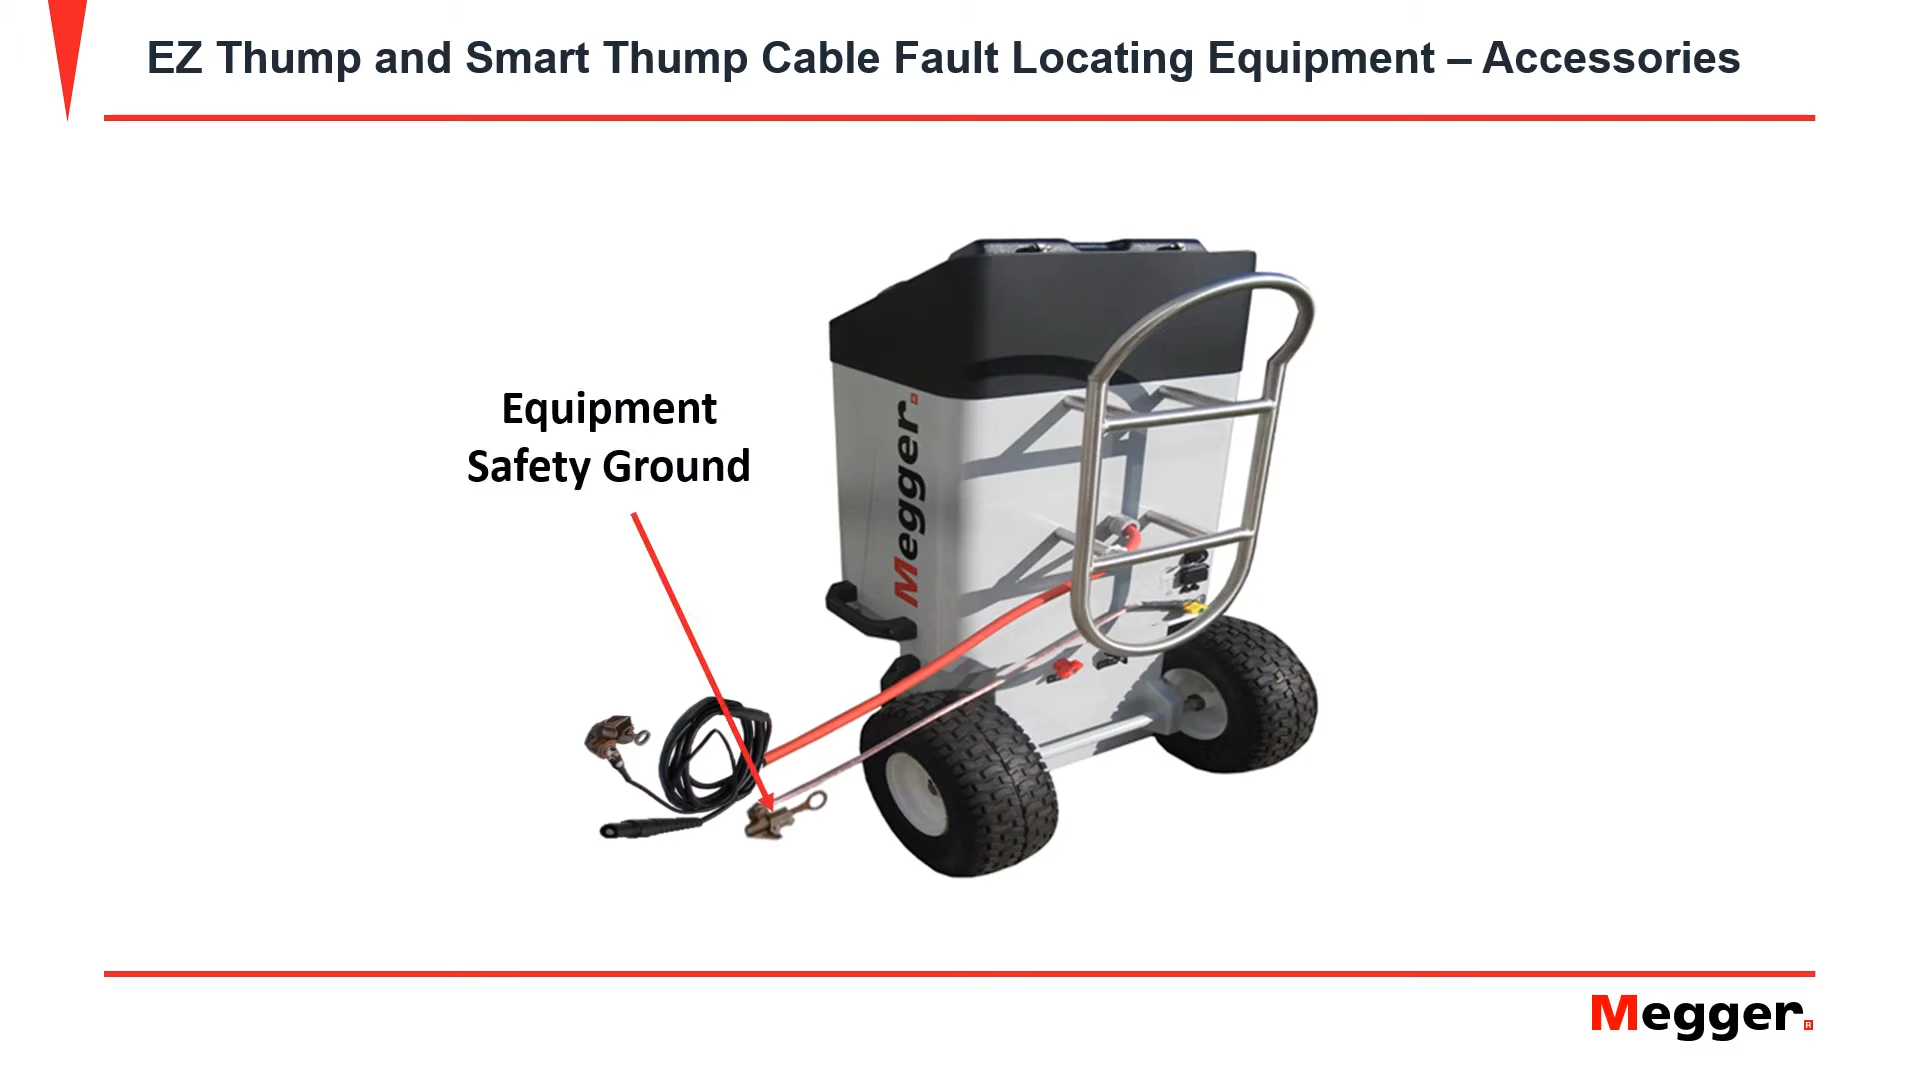 EZ Thump and Smart Thump Cable Fault Locating Equipment – Accessories
Equipment
Safety Ground
Megger
Megger